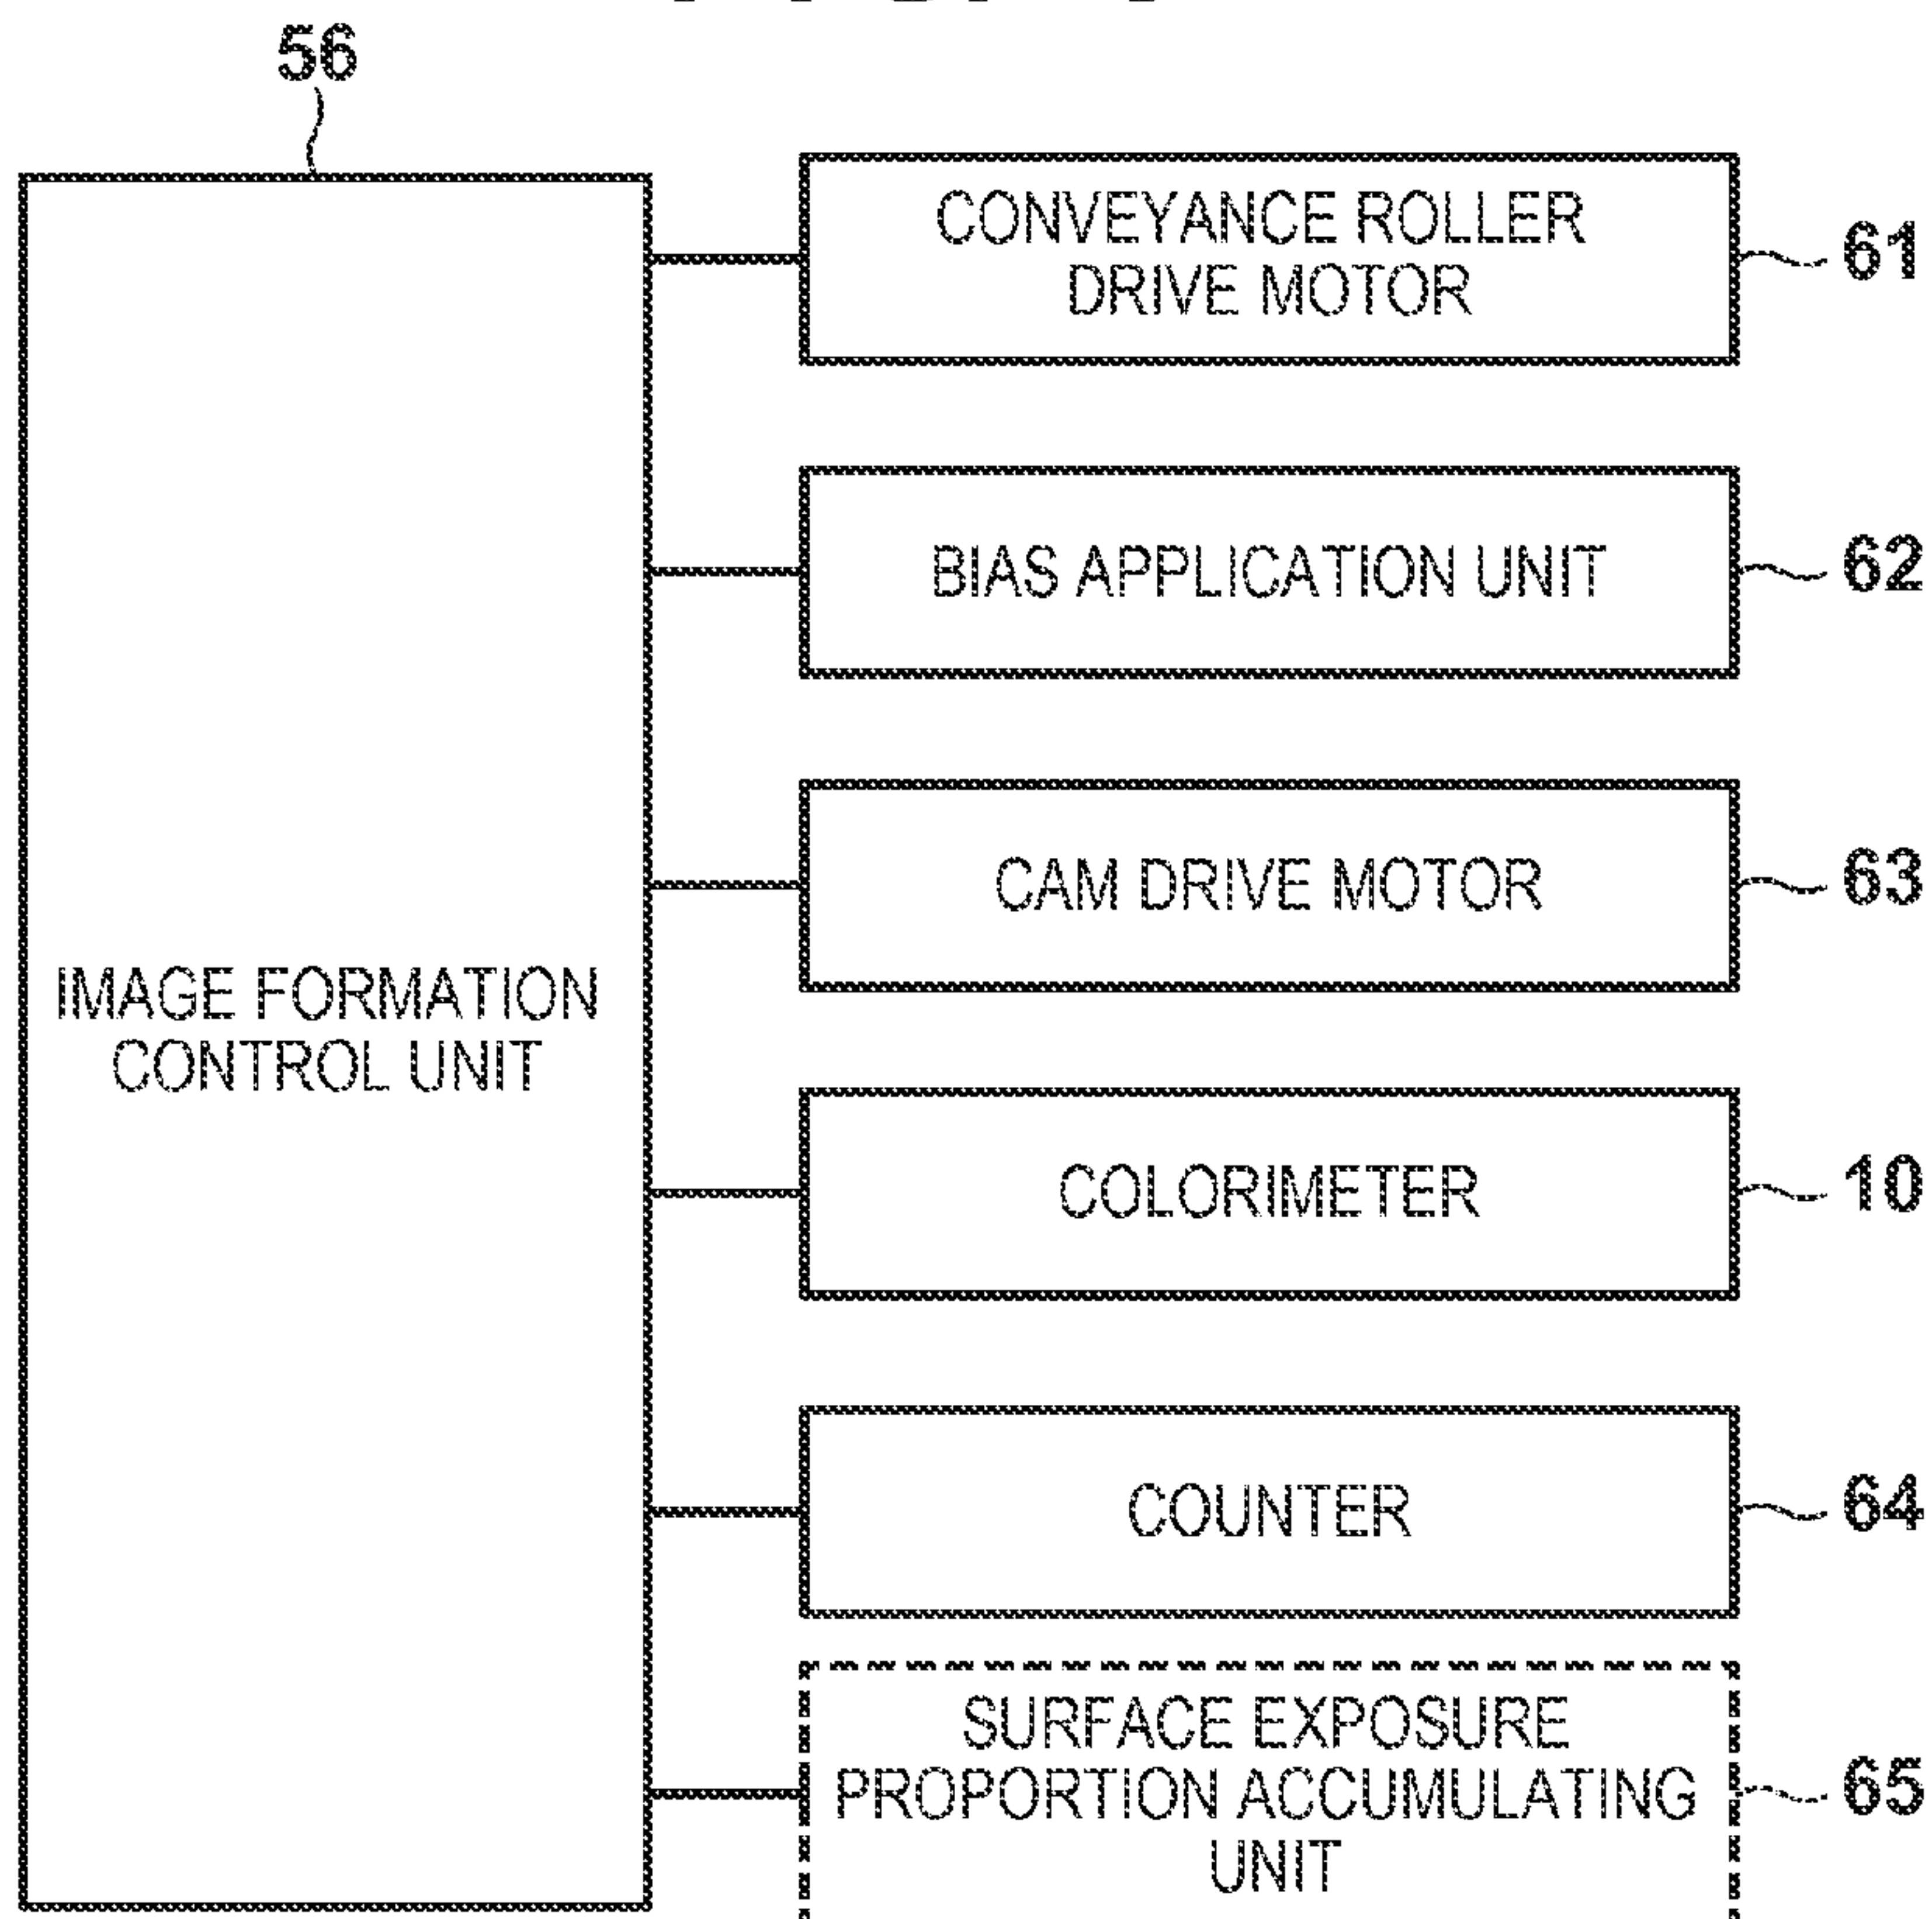 56
CONVEYANCE ROLLER
DRIVE MOTOR
61
BIAS APPLICATION UNIT
62
CAM DRIVE MOTOR
63
IMAGE FORMATION
CONTROL UNIT
COLORIMETER
10
COUNTER
64
SURFACE EXPOSURE
PROPORTION ACCUMULATING
UNIT
65